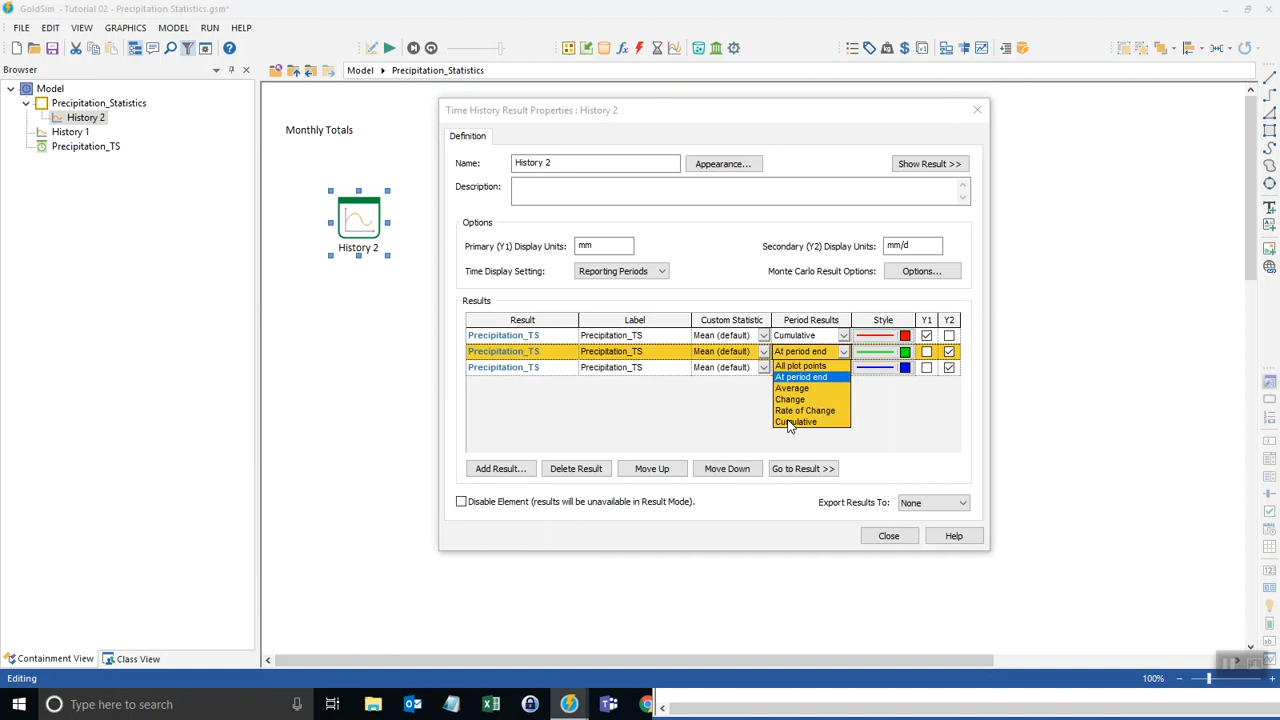 GoldSim - Tutorial 02 - Precipitation Statistics.gsm*
FILE EDIT VIEW GRAPHICS MODEL RUN HELP
Browser
Model Precipitation_Statistics
Model
Precipitation_Statistics
History 2
History 1
Precipitation_TS
Monthly Totals
History 2
Time History Result Properties : History 2
Definition
Name: History 2 Appearance... Show Result >>
Description:
Options
Primary (Y1) Display Units: mm Secondary (Y2) Display Units: mm/d
Time Display Setting: Reporting Periods Monte Carlo Result Options: Options...
Results
Result Label Custom Statistic Period Results Style Y1 Y2
Precipitation_TS Precipitation_TS Mean (default) Cumulative
Precipitation_TS Precipitation_TS Mean (default) At period end
Precipitation_TS Precipitation_TS Mean (default)
All plot points
At period end
Average
Change
Rate of Change
Cumulative
Add Result... Delete Result Move Up Move Down Go to Result >>
Disable Element (results will be unavailable in Result Mode). Export Results To: None
Close Help
Containment View Class View
Editing 100%
Type here to search